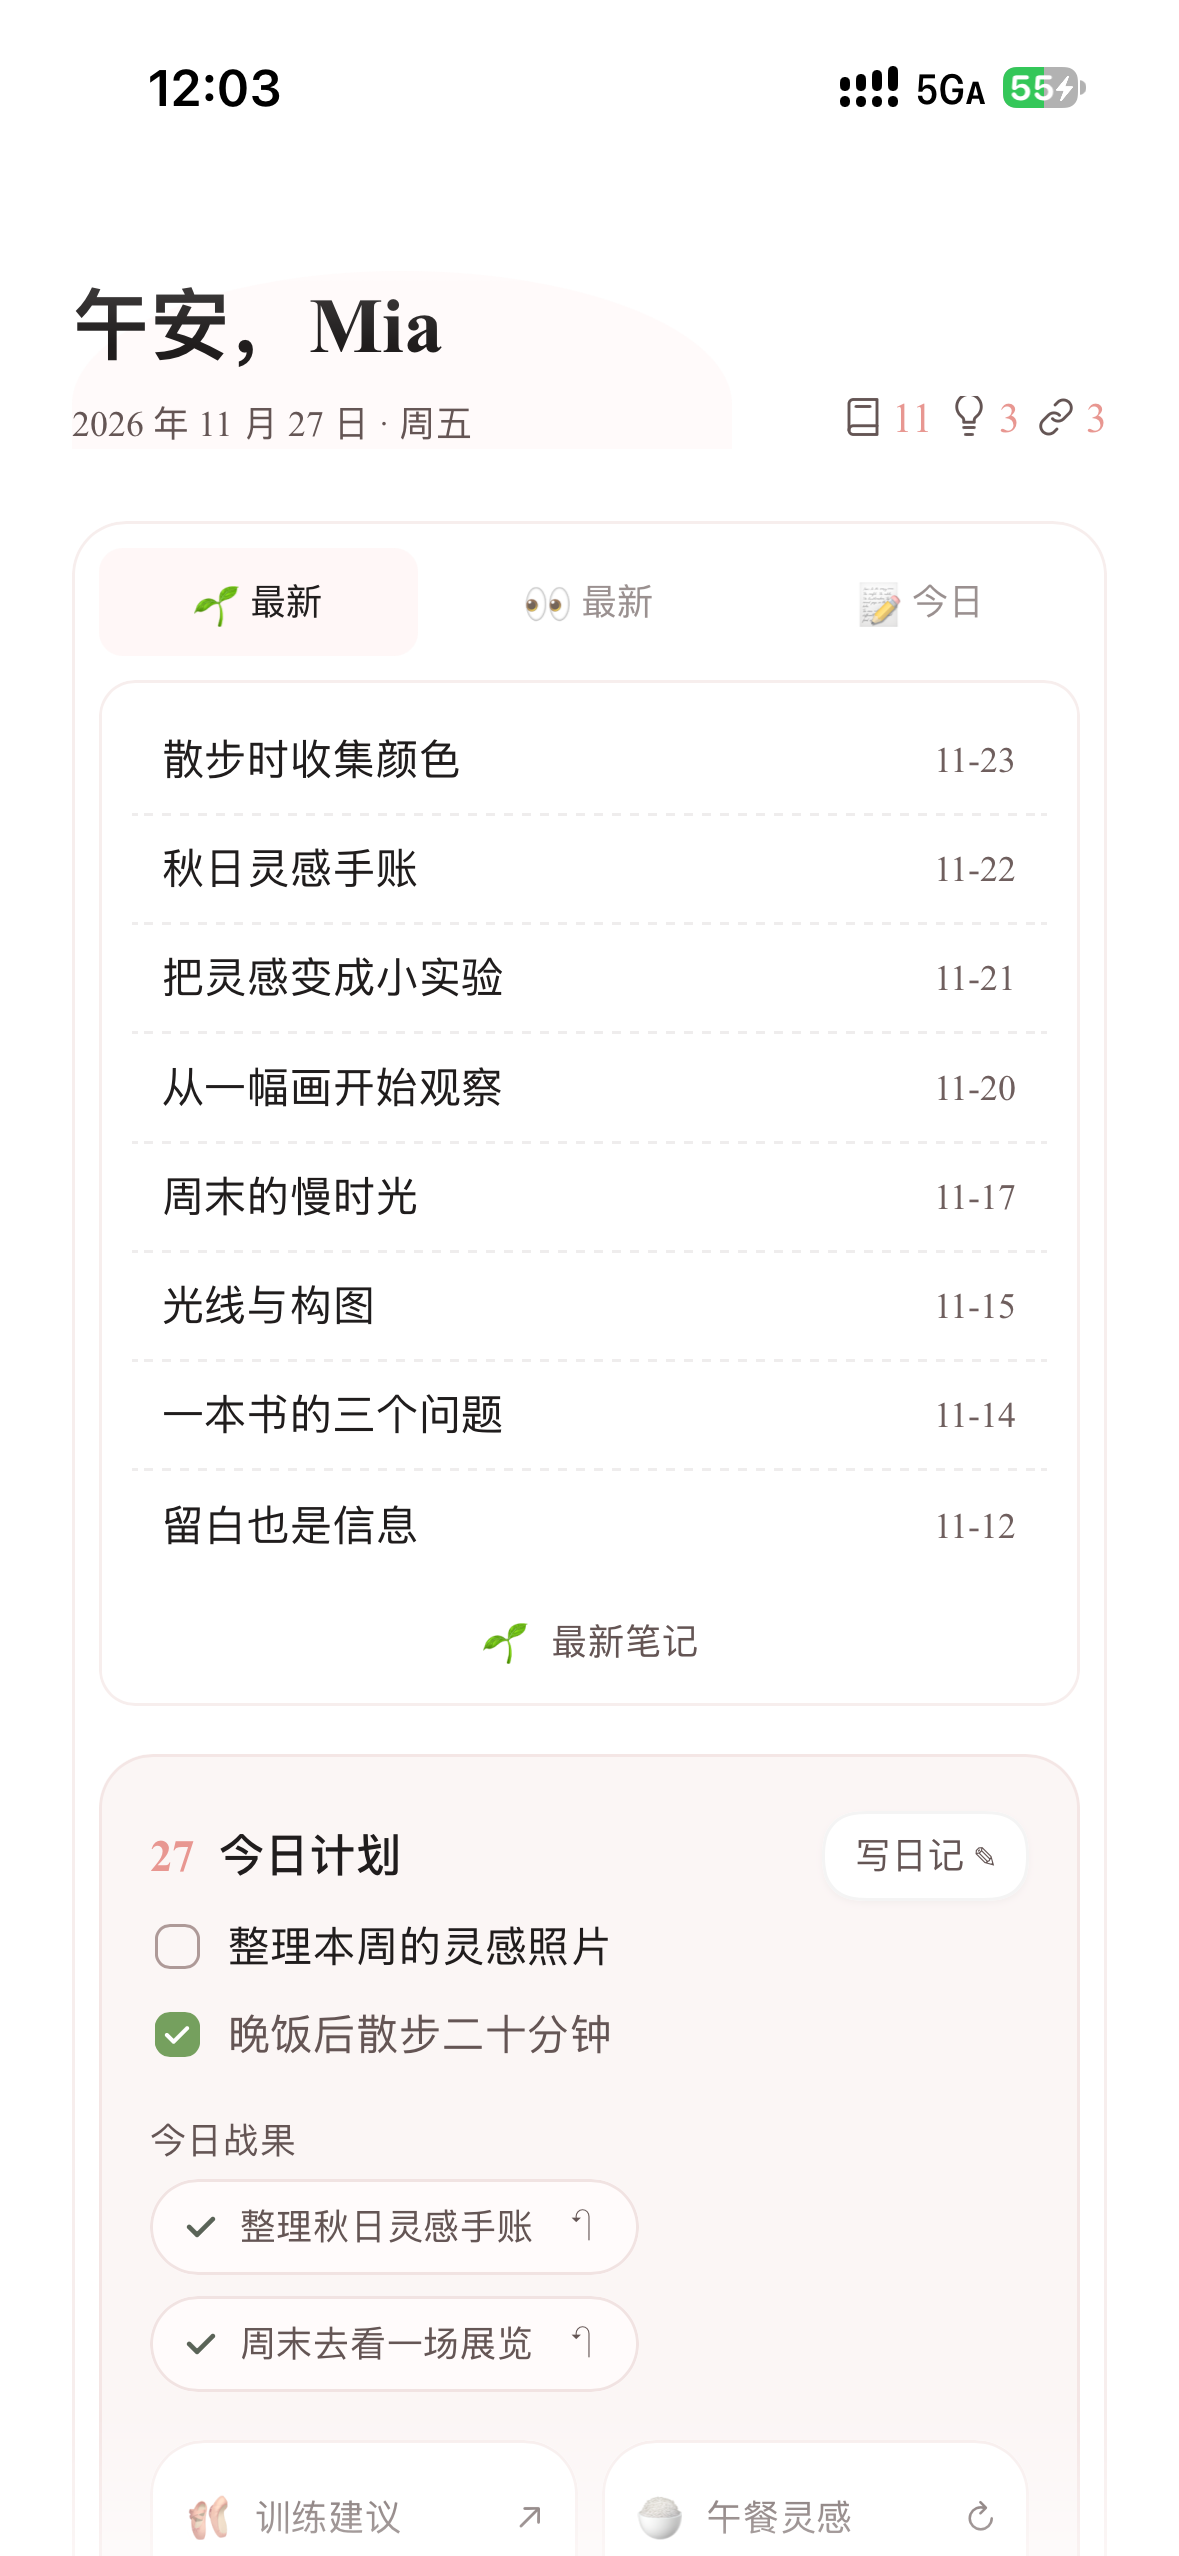 12:03 5GA 55
午安，Mia
2026 年 11 月 27 日 · 周五 11 3 3
最新 最新 今日
散步时收集颜色 11-23
秋日灵感手账 11-22
把灵感变成小实验 11-21
从一幅画开始观察 11-20
周末的慢时光 11-17
光线与构图 11-15
一本书的三个问题 11-14
留白也是信息 11-12
最新笔记
27 今日计划 写日记
整理本周的灵感照片
晚饭后散步二十分钟
今日战果
整理秋日灵感手账
周末去看一场展览
训练建议 午餐灵感